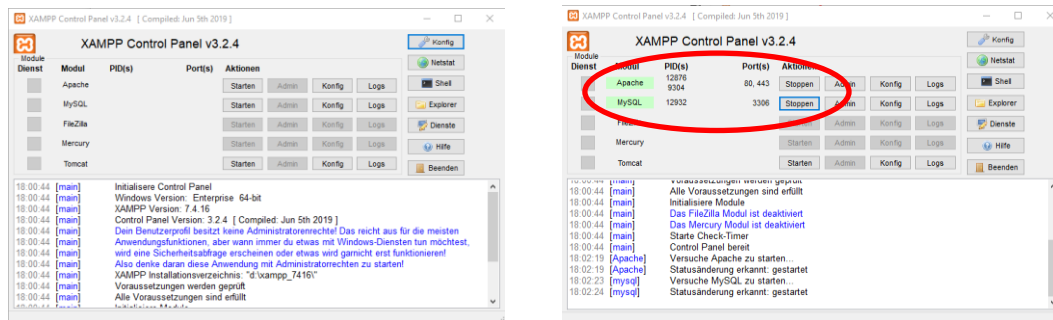 XAMPP Control Panel v3.2.4 [ Compiled: Jun 5th 2019 ]
XAMPP Control Panel v3.2.4
Konfig
Module
Dienst Modul PID(s) Port(s) Aktionen
Netstat
Apache Starten Admin Konfig Logs
Shell
MySQL Starten Admin Konfig Logs
Explorer
FileZilla Starten Admin Konfig Logs
Dienste
Mercury Starten Admin Konfig Logs
Hilfe
Tomcat Starten Admin Konfig Logs
Beenden
18:00:44 [main] Initialisere Control Panel
18:00:44 [main] Windows Version: Enterprise 64-bit
18:00:44 [main] XAMPP Version: 7.4.16
18:00:44 [main] Control Panel Version: 3.2.4 [ Compiled: Jun 5th 2019 ]
18:00:44 [main] Dein Benutzerprofil besitzt keine Administratorenrechte! Das reicht aus für die meisten
18:00:44 [main] Anwendungsfunktionen, aber wann immer du etwas mit Windows-Diensten tun möchtest,
18:00:44 [main] wird eine Sicherheitsabfrage erscheinen oder etwas wird garnicht erst funktionieren!
18:00:44 [main] Also denke daran diese Anwendung mit Administratorrechten zu starten!
18:00:44 [main] XAMPP Installationsverzeichnis: "d:\xampp_7416\"
18:00:44 [main] Voraussetzungen werden geprüft
18:00:44 [main] Alle Voraussetzungen sind erfüllt
18:00:44 [main] Initialisiere Module
XAMPP Control Panel v3.2.4 [ Compiled: Jun 5th 2019 ]
XAMPP Control Panel v3.2.4
Konfig
Module
Dienst Modul PID(s) Port(s) Aktionen
Netstat
Apache 12876 9304 80, 443 Stoppen Admin Konfig Logs
Shell
MySQL 12932 3306 Stoppen Admin Konfig Logs
Explorer
FileZilla Starten Admin Konfig Logs
Dienste
Mercury Starten Admin Konfig Logs
Hilfe
Tomcat Starten Admin Konfig Logs
Beenden
18:00:44 [main] Voraussetzungen werden geprüft
18:00:44 [main] Alle Voraussetzungen sind erfüllt
18:00:44 [main] Initialisiere Module
18:00:44 [main] Das FileZilla Modul ist deaktiviert
18:00:44 [main] Das Mercury Modul ist deaktiviert
18:00:44 [main] Starte Check-Timer
18:00:44 [main] Control Panel bereit
18:02:19 [Apache] Versuche Apache zu starten...
18:02:19 [Apache] Statusänderung erkannt: gestartet
18:02:23 [mysql] Versuche MySQL zu starten...
18:02:24 [mysql] Statusänderung erkannt: gestartet